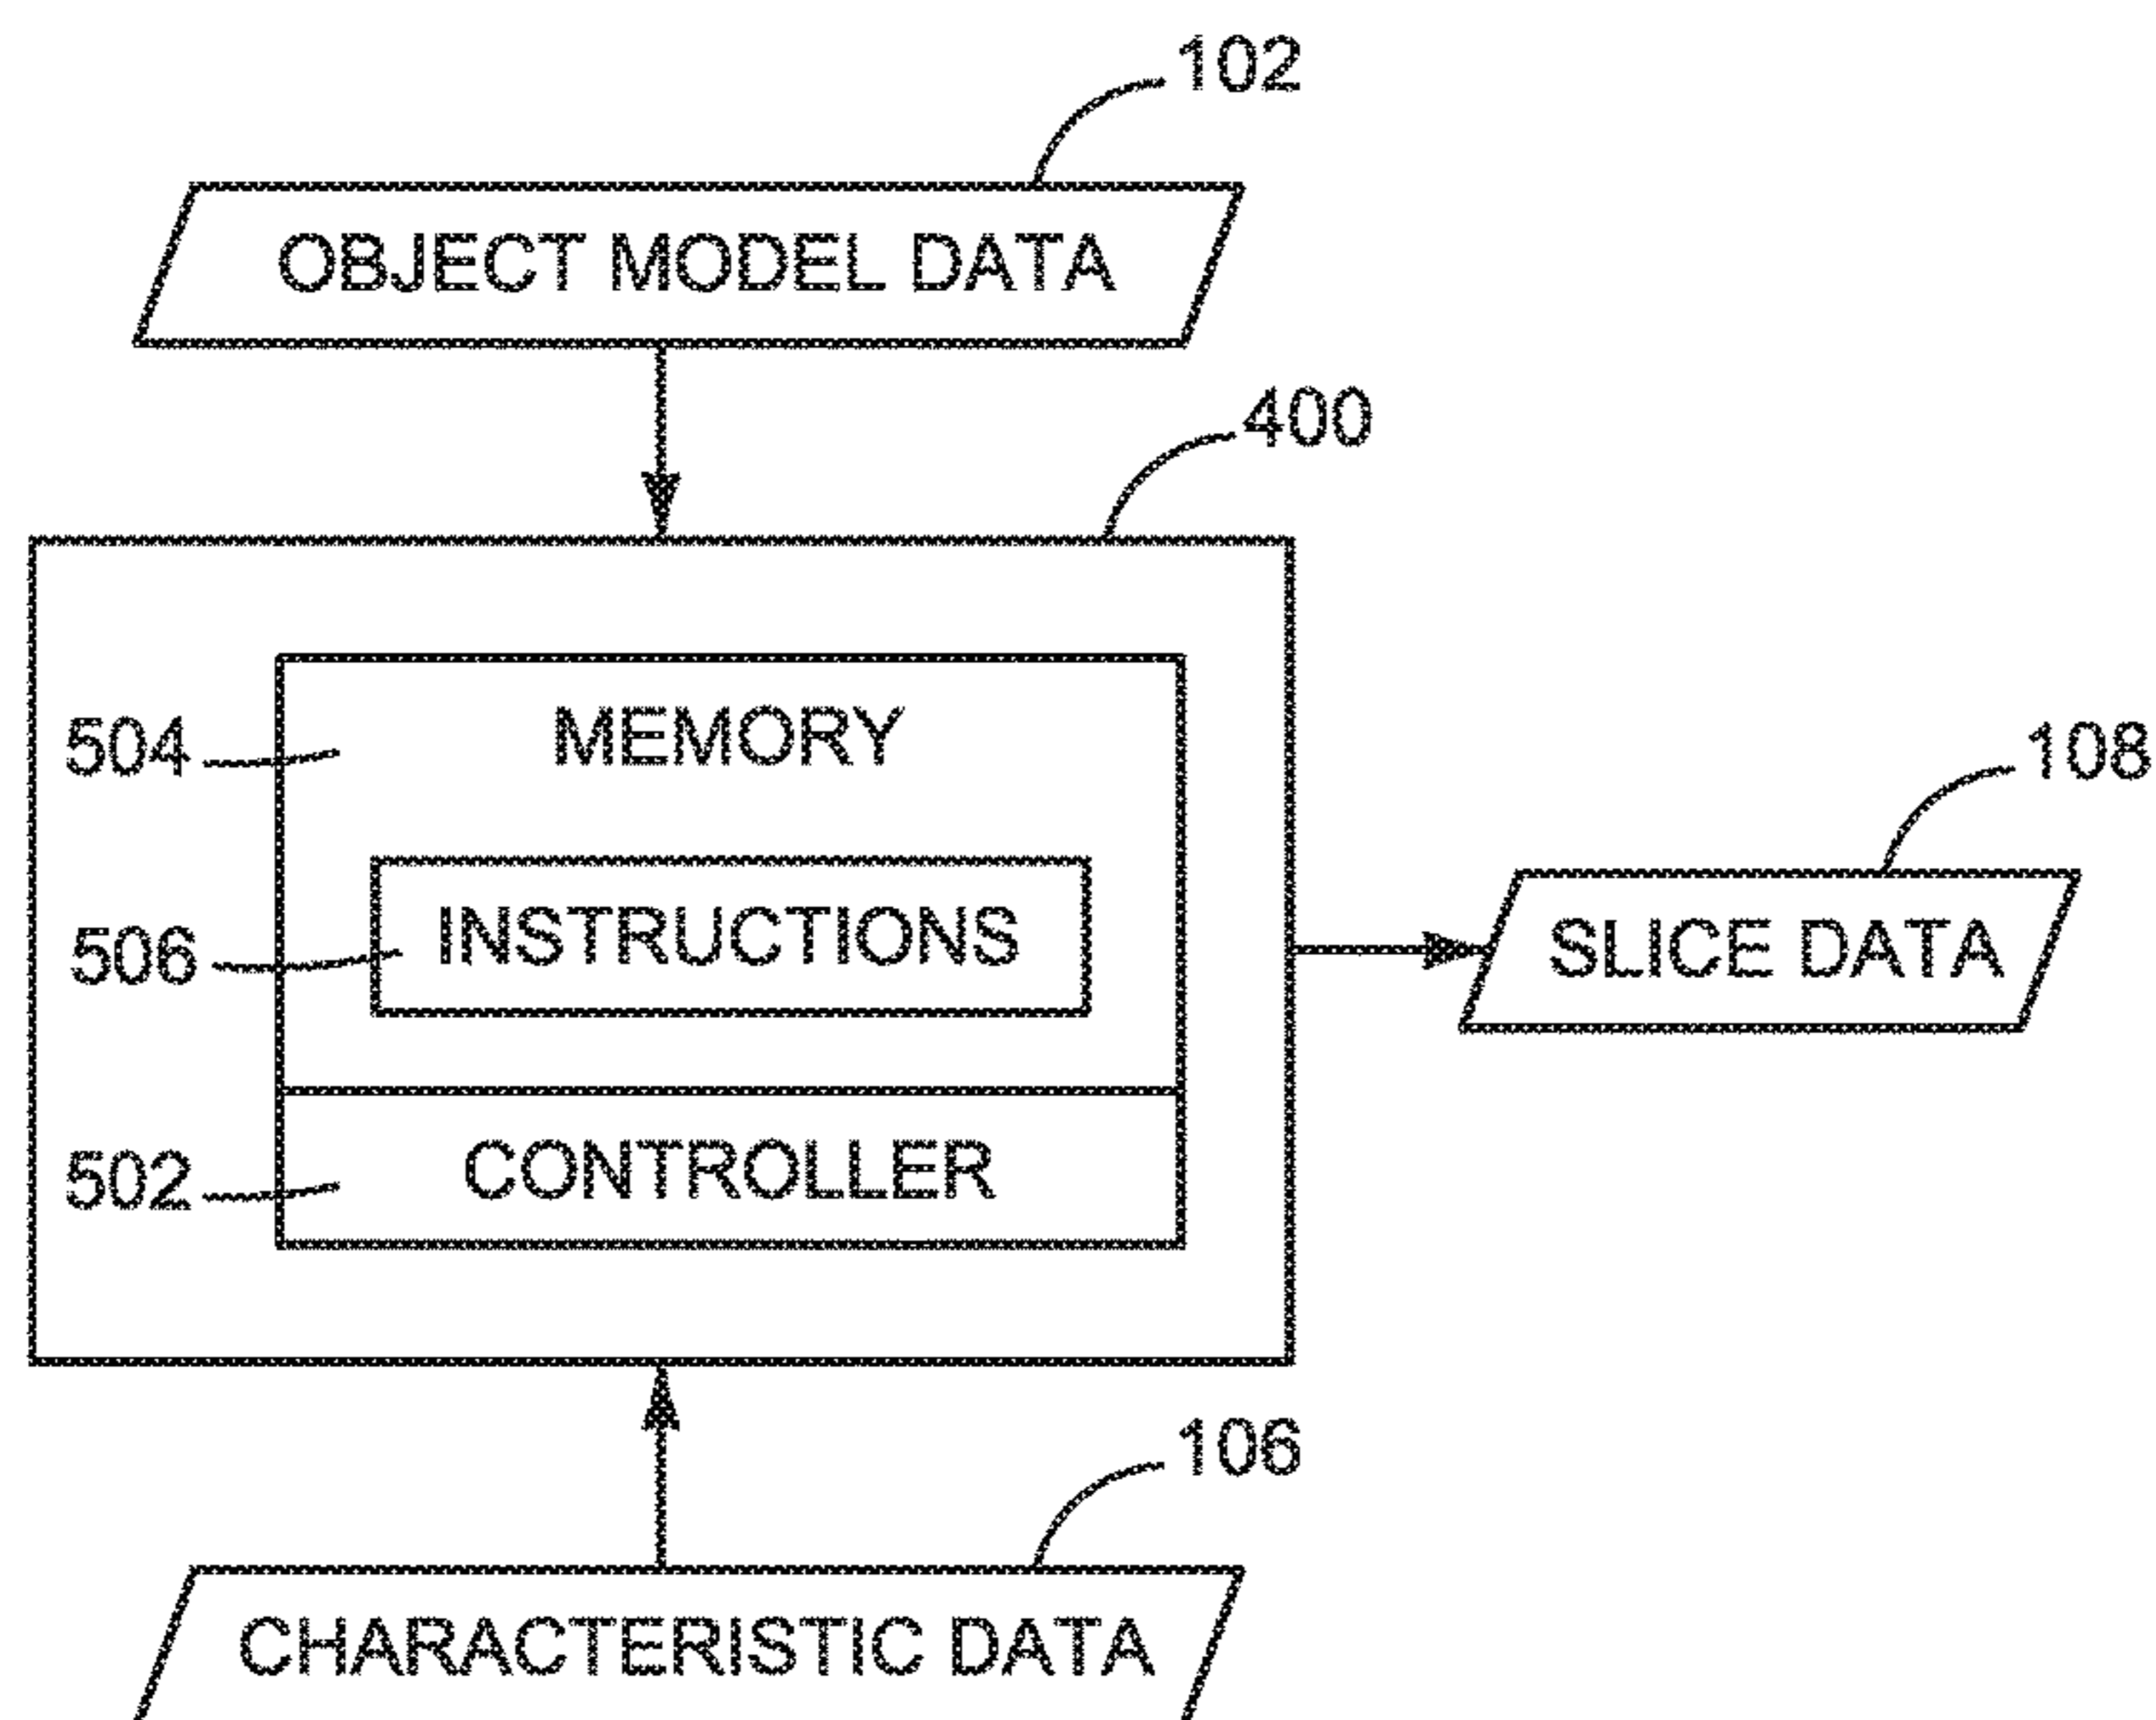 102
OBJECT MODEL DATA
400
504
MEMORY
108
506
INSTRUCTIONS
SLICE DATA
502
CONTROLLER
106
CHARACTERISTIC DATA